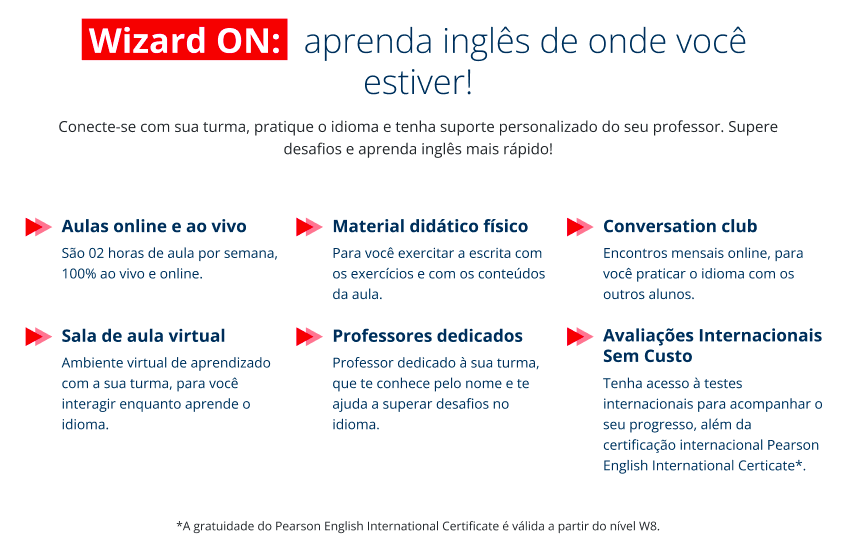 Wizard ON: aprenda inglês de onde você
estiver!
Conecte-se com sua turma, pratique o idioma e tenha suporte personalizado do seu professor. Supere
desafios e aprenda inglês mais rápido!
Aulas online e ao vivo
São 02 horas de aula por semana,
100% ao vivo e online.
Material didático físico
Para você exercitar a escrita com
os exercícios e com os conteúdos
da aula.
Conversation club
Encontros mensais online, para
você praticar o idioma com os
outros alunos.
Sala de aula virtual
Ambiente virtual de aprendizado
com a sua turma, para você
interagir enquanto aprende o
idioma.
Professores dedicados
Professor dedicado à sua turma,
que te conhece pelo nome e te
ajuda a superar desafios no
idioma.
Avaliações Internacionais
Sem Custo
Tenha acesso à testes
internacionais para acompanhar o
seu progresso, além da
certificação internacional Pearson
English International Certicate*.
*A gratuidade do Pearson English International Certificate é válida a partir do nível W8.